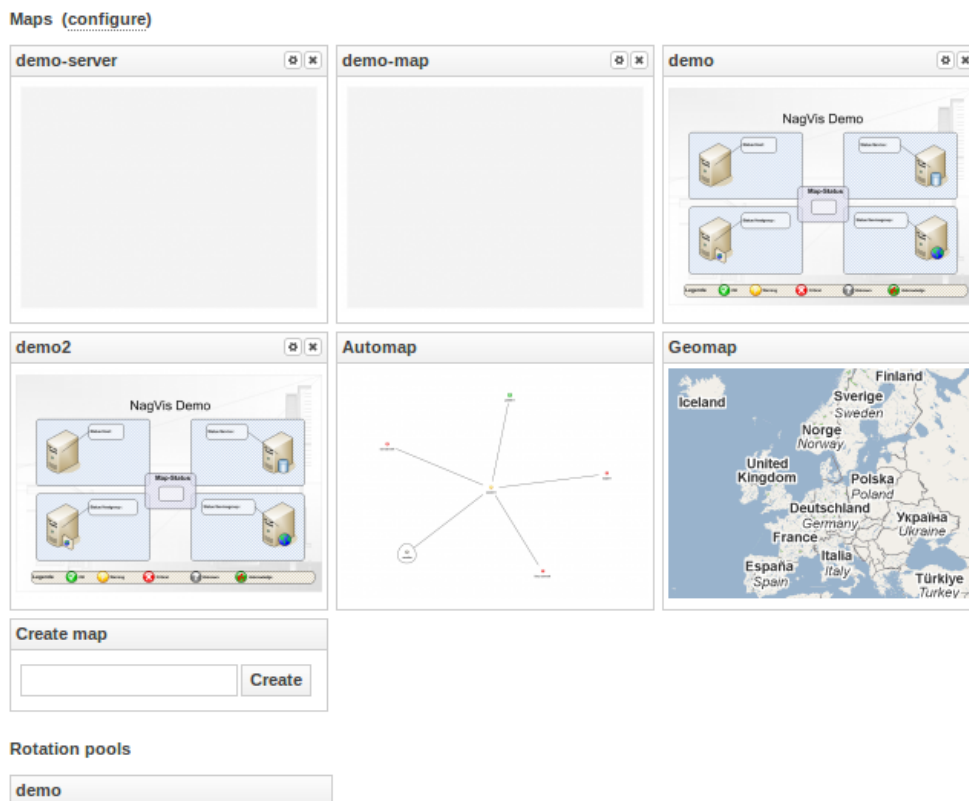 Maps (configure)
demo-server
demo-map
demo
NagVis Demo
Map-Status
Legende
demo2
NagVis Demo
Map-Status
Legende
Automap
Geomap
Iceland
Finland
Sverige
Sweden
Norge
Norway
United
Kingdom
Polska
Poland
Deutschland
Germany
Україна
Ukraine
France
Italia
Italy
España
Spain
Türkiye
Turkey
Create map
Create
Rotation pools
demo